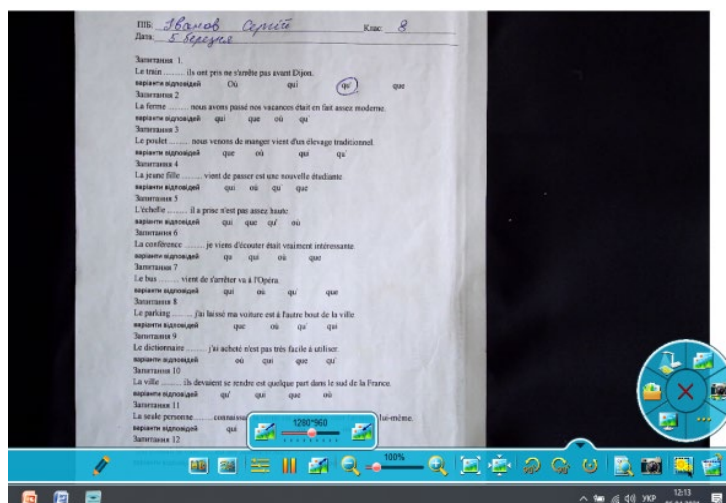 ПІБ: Іванов Сергій Клас: 8
Дата: 5 березня
Запитання 1.
Le train ......... ils ont pris ne s'arrête pas avant Dijon.
варіанти відповідей Où qui qu' que
Запитання 2
La ferme ......... nous avons passé nos vacances était en fait assez moderne.
варіанти відповідей qui que où qu'
Запитання 3
Le poulet ......... nous venons de manger vient d'un élevage traditionnel.
варіанти відповідей que où qui qu'
Запитання 4
La jeune fille ......... vient de passer est une nouvelle étudiante
варіанти відповідей qui où qu' que
Запитання 5
L'échelle ......... il a prise n'est pas assez haute.
варіанти відповідей qui que qu' où
Запитання 6
La conférence ......... je viens d'écouter était vraiment intéressante
варіанти відповідей qu qui où que
Запитання 7
Le bus ......... vient de s'arrêter va à l'Opéra.
варіанти відповідей qui où qu' que
Запитання 8
Le parking ......... j'ai laissé ma voiture est à l'autre bout de la ville
варіанти відповідей que où qu' qui
Запитання 9
Le dictionnaire ......... j'ai acheté n'est pas très facile à utiliser.
варіанти відповідей où qui que qu'
Запитання 10
La ville ......... ils devaient se rendre est quelque part dans le sud de la France.
варіанти відповідей qu' qui que où
Запитання 11
La seule personne ......... lui-même.
варіанти відповідей qui
Запитання 12
1280*960
100%
УКР
12:13